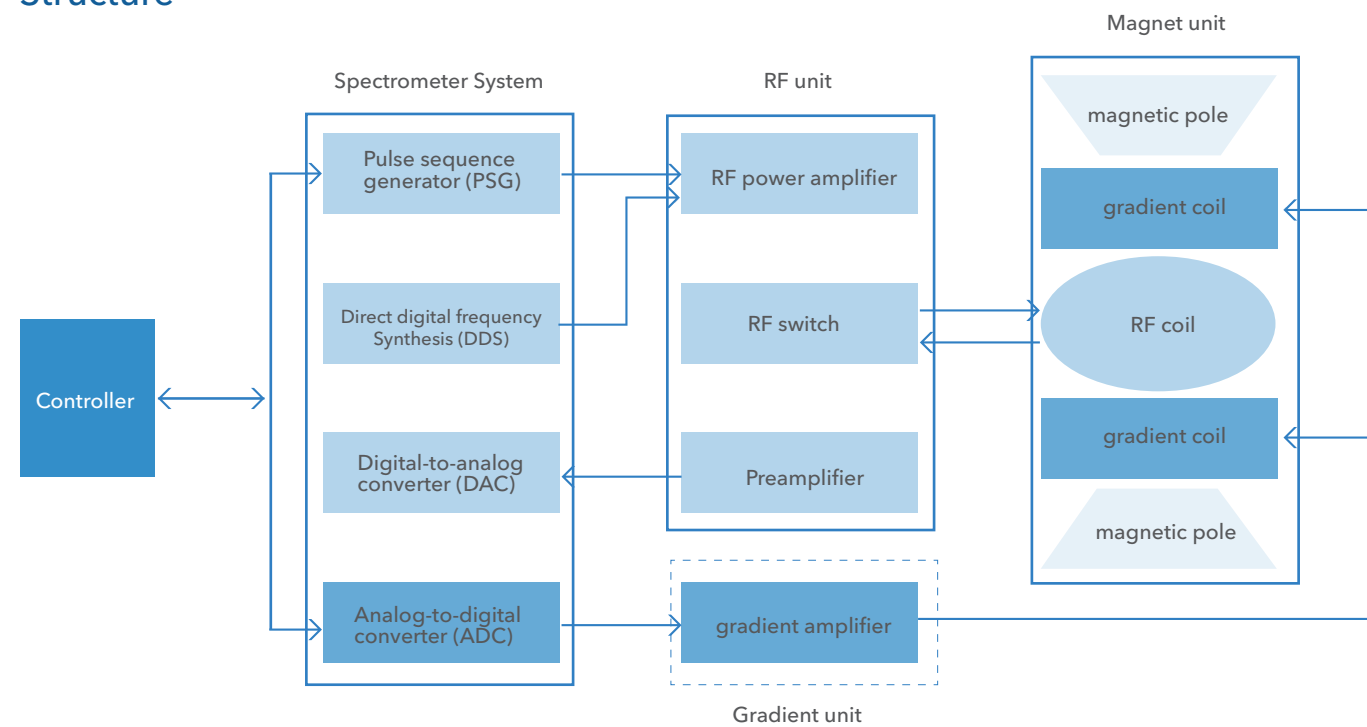 Structure
Magnet unit
Spectrometer System
RF unit
magnetic pole
Pulse sequence
generator (PSG)
RF power amplifier
gradient coil
Direct digital frequency
Synthesis (DDS)
RF switch
RF coil
Controller
gradient coil
Digital-to-analog
converter (DAC)
Preamplifier
magnetic pole
Analog-to-digital
converter (ADC)
gradient amplifier
Gradient unit